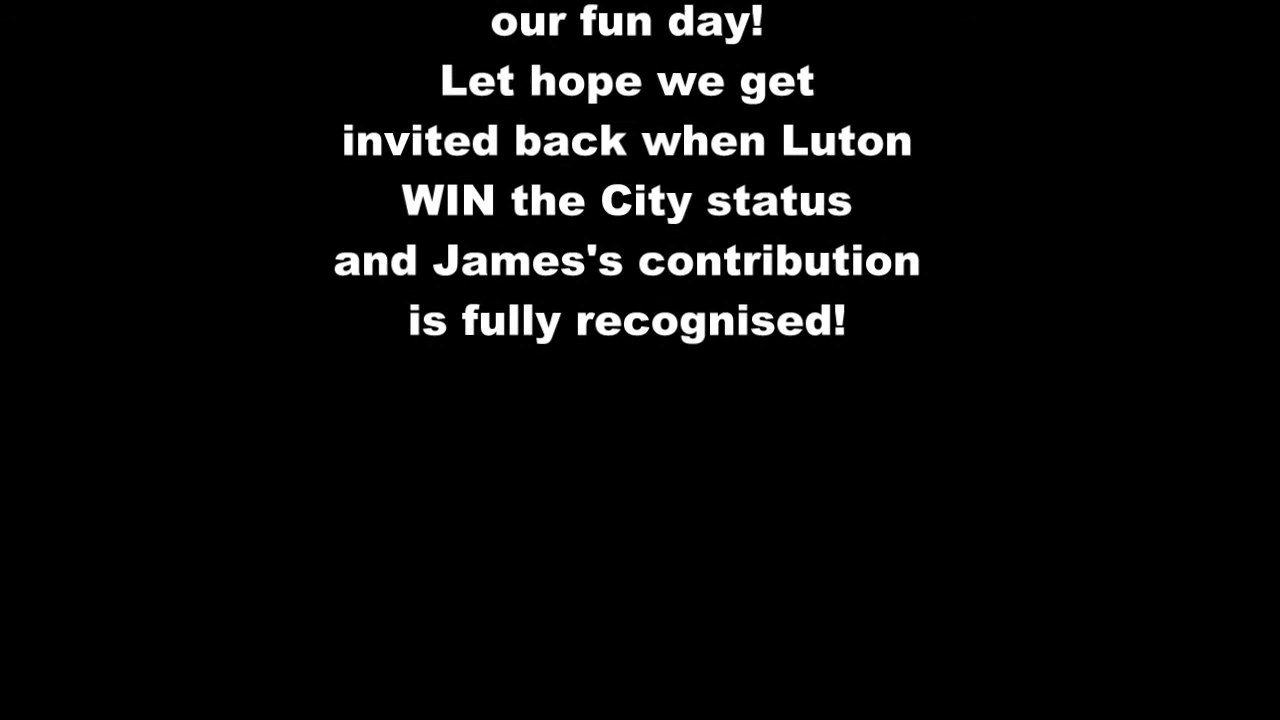 our fun day!
Let hope we get
invited back when Luton
WIN the City status
and James's contribution
is fully recognised!